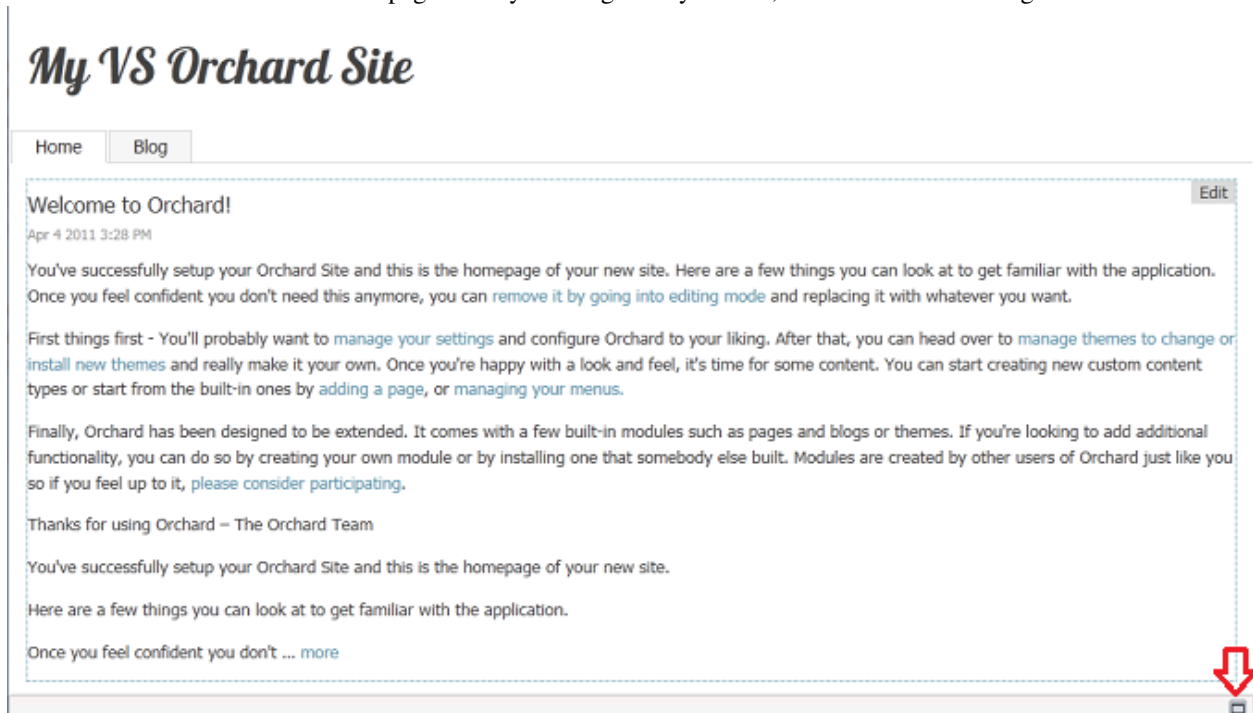 My VS Orchard Site
Home Blog
Edit
Welcome to Orchard!
Apr 4 2011 3:28 PM
You've successfully setup your Orchard Site and this is the homepage of your new site. Here are a few things you can look at to get familiar with the application.
Once you feel confident you don't need this anymore, you can remove it by going into editing mode and replacing it with whatever you want.
First things first - You'll probably want to manage your settings and configure Orchard to your liking. After that, you can head over to manage themes to change or
install new themes and really make it your own. Once you're happy with a look and feel, it's time for some content. You can start creating new custom content
types or start from the built-in ones by adding a page, or managing your menus.
Finally, Orchard has been designed to be extended. It comes with a few built-in modules such as pages and blogs or themes. If you're looking to add additional
functionality, you can do so by creating your own module or by installing one that somebody else built. Modules are created by other users of Orchard just like you
so if you feel up to it, please consider participating.
Thanks for using Orchard – The Orchard Team
You've successfully setup your Orchard Site and this is the homepage of your new site.
Here are a few things you can look at to get familiar with the application.
Once you feel confident you don't ... more